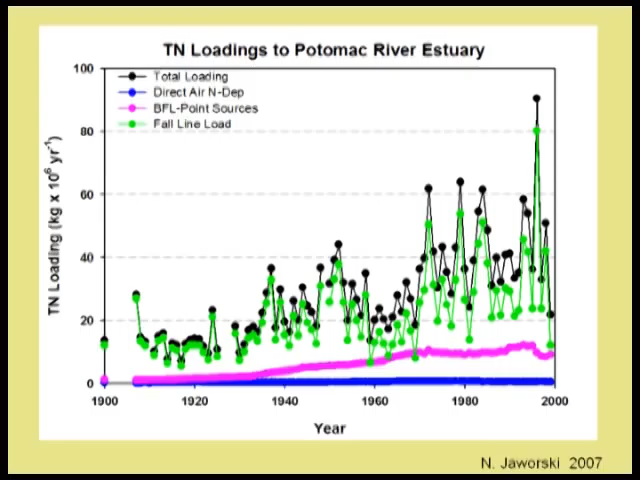 TN Loadings to Potomac River Estuary
100
80
60
40
20
0
TN Loading (kg x 10⁶ yr⁻¹)
Total Loading
Direct Air N-Dep
BFL-Point Sources
Fall Line Load
1900 1920 1940 1960 1980 2000
Year
N. Jaworski 2007